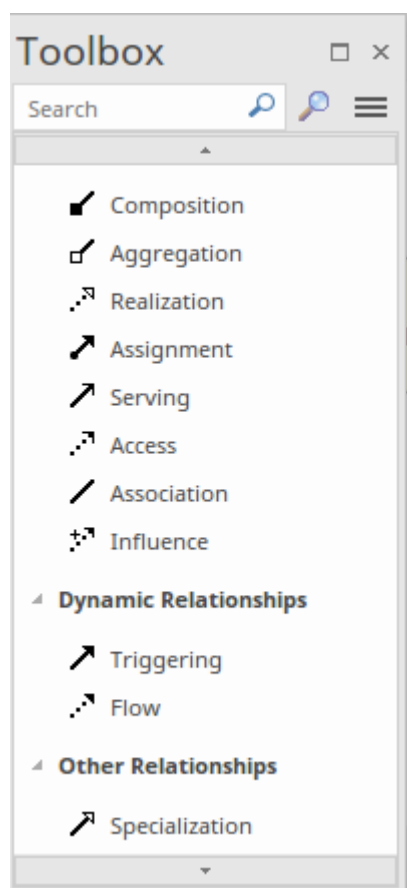 Toolbox
Search
Composition
Aggregation
Realization
Assignment
Serving
Access
Association
Influence
Dynamic Relationships
Triggering
Flow
Other Relationships
Specialization